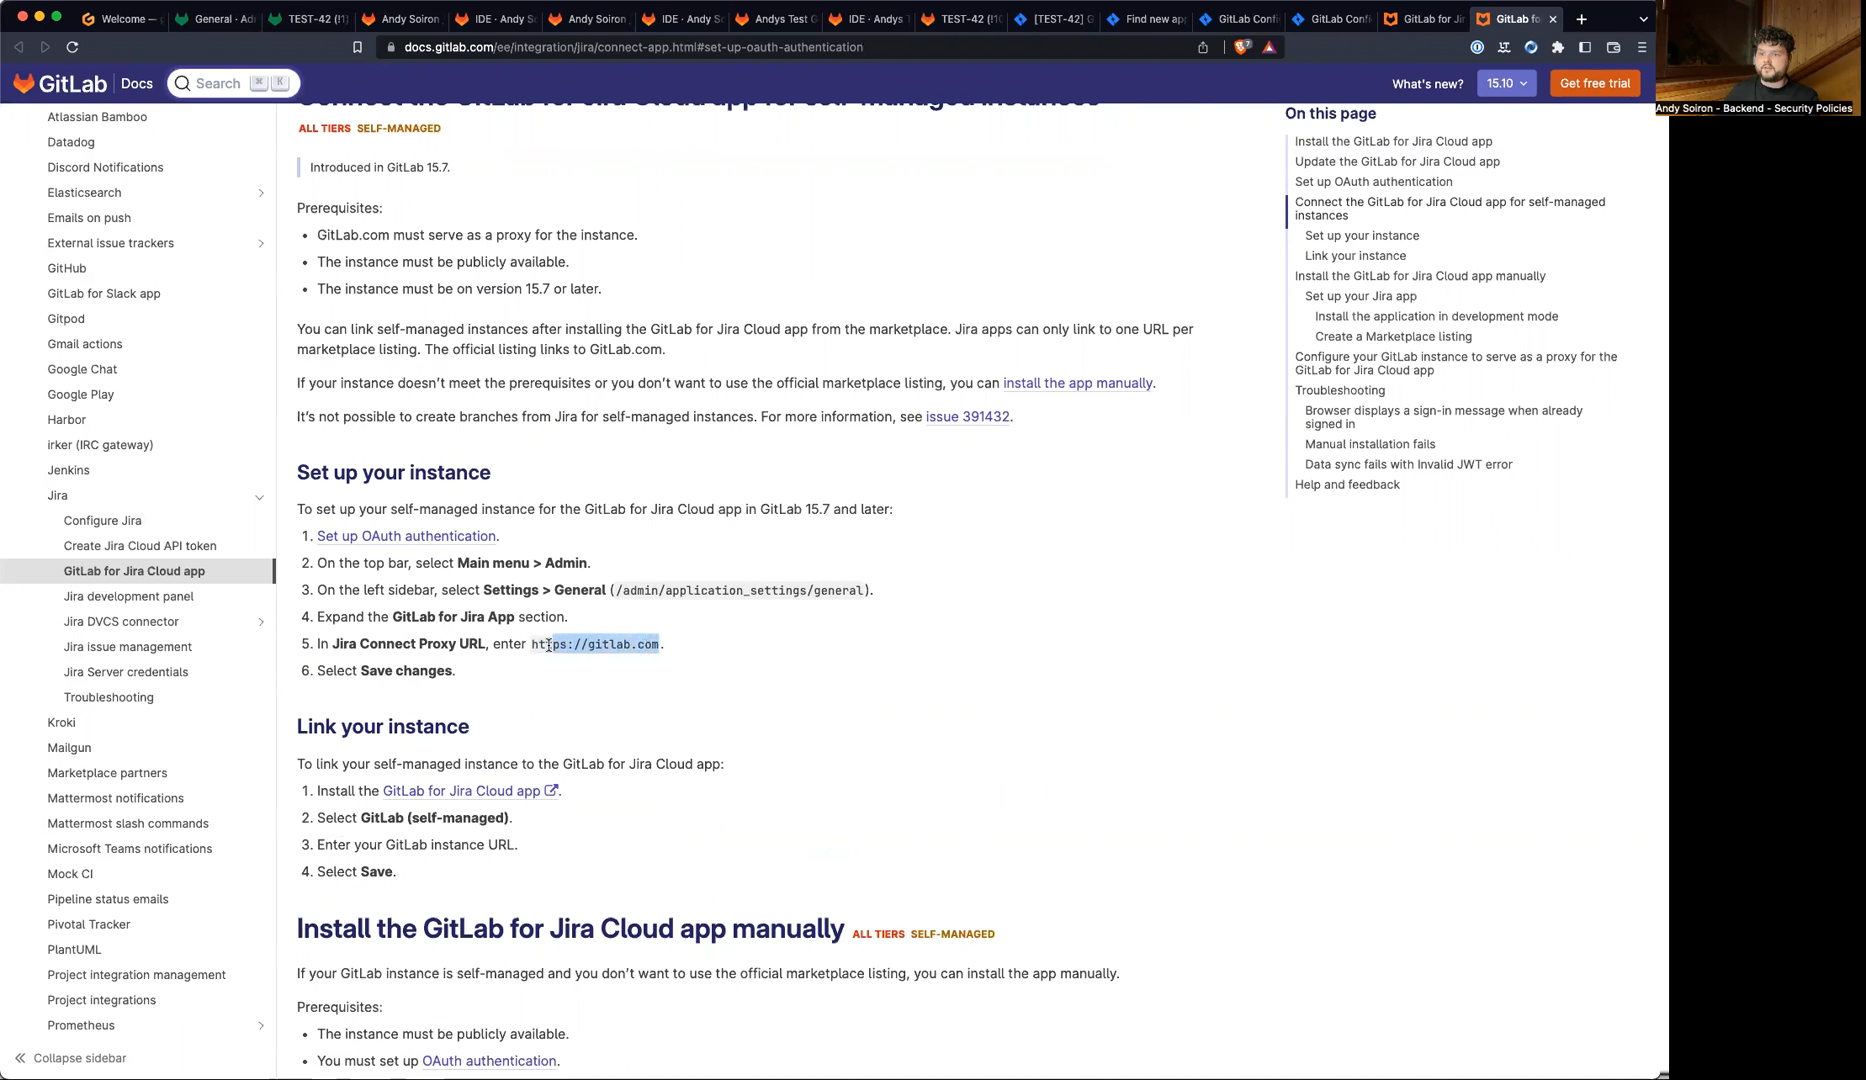 Welcome — g
General · Adm
TEST-42 (!1)
Andy Soiron
IDE · Andy So
Andy Soiron
IDE · Andy So
Andys Test G
IDE · Andys T
TEST-42 (!10
[TEST-42] G
Find new app
GitLab Confi
GitLab Confi
GitLab for Jir
GitLab fo
docs.gitlab.com/ee/integration/jira/connect-app.html#set-up-oauth-authentication
GitLab Docs
Search ⌘ K
What's new?
15.10
Get free trial
Andy Soiron - Backend - Security Policies
Atlassian Bamboo
Datadog
Discord Notifications
Elasticsearch
Emails on push
External issue trackers
GitHub
GitLab for Slack app
Gitpod
Gmail actions
Google Chat
Google Play
Harbor
irker (IRC gateway)
Jenkins
Jira
Configure Jira
Create Jira Cloud API token
GitLab for Jira Cloud app
Jira development panel
Jira DVCS connector
Jira issue management
Jira Server credentials
Troubleshooting
Kroki
Mailgun
Marketplace partners
Mattermost notifications
Mattermost slash commands
Microsoft Teams notifications
Mock CI
Pipeline status emails
Pivotal Tracker
PlantUML
Project integration management
Project integrations
Prometheus
Collapse sidebar
Connect the GitLab for Jira Cloud app for self-managed instances
ALL TIERS SELF-MANAGED
Introduced in GitLab 15.7.
Prerequisites:
• GitLab.com must serve as a proxy for the instance.
• The instance must be publicly available.
• The instance must be on version 15.7 or later.
You can link self-managed instances after installing the GitLab for Jira Cloud app from the marketplace. Jira apps can only link to one URL per
marketplace listing. The official listing links to GitLab.com.
If your instance doesn't meet the prerequisites or you don't want to use the official marketplace listing, you can install the app manually.
It's not possible to create branches from Jira for self-managed instances. For more information, see issue 391432.
Set up your instance
To set up your self-managed instance for the GitLab for Jira Cloud app in GitLab 15.7 and later:
1. Set up OAuth authentication.
2. On the top bar, select Main menu > Admin.
3. On the left sidebar, select Settings > General (/admin/application_settings/general).
4. Expand the GitLab for Jira App section.
5. In Jira Connect Proxy URL, enter https://gitlab.com.
6. Select Save changes.
Link your instance
To link your self-managed instance to the GitLab for Jira Cloud app:
1. Install the GitLab for Jira Cloud app.
2. Select GitLab (self-managed).
3. Enter your GitLab instance URL.
4. Select Save.
Install the GitLab for Jira Cloud app manually ALL TIERS SELF-MANAGED
If your GitLab instance is self-managed and you don't want to use the official marketplace listing, you can install the app manually.
Prerequisites:
• The instance must be publicly available.
• You must set up OAuth authentication.
On this page
Install the GitLab for Jira Cloud app
Update the GitLab for Jira Cloud app
Set up OAuth authentication
Connect the GitLab for Jira Cloud app for self-managed
instances
Set up your instance
Link your instance
Install the GitLab for Jira Cloud app manually
Set up your Jira app
Install the application in development mode
Create a Marketplace listing
Configure your GitLab instance to serve as a proxy for the
GitLab for Jira Cloud app
Troubleshooting
Browser displays a sign-in message when already
signed in
Manual installation fails
Data sync fails with Invalid JWT error
Help and feedback